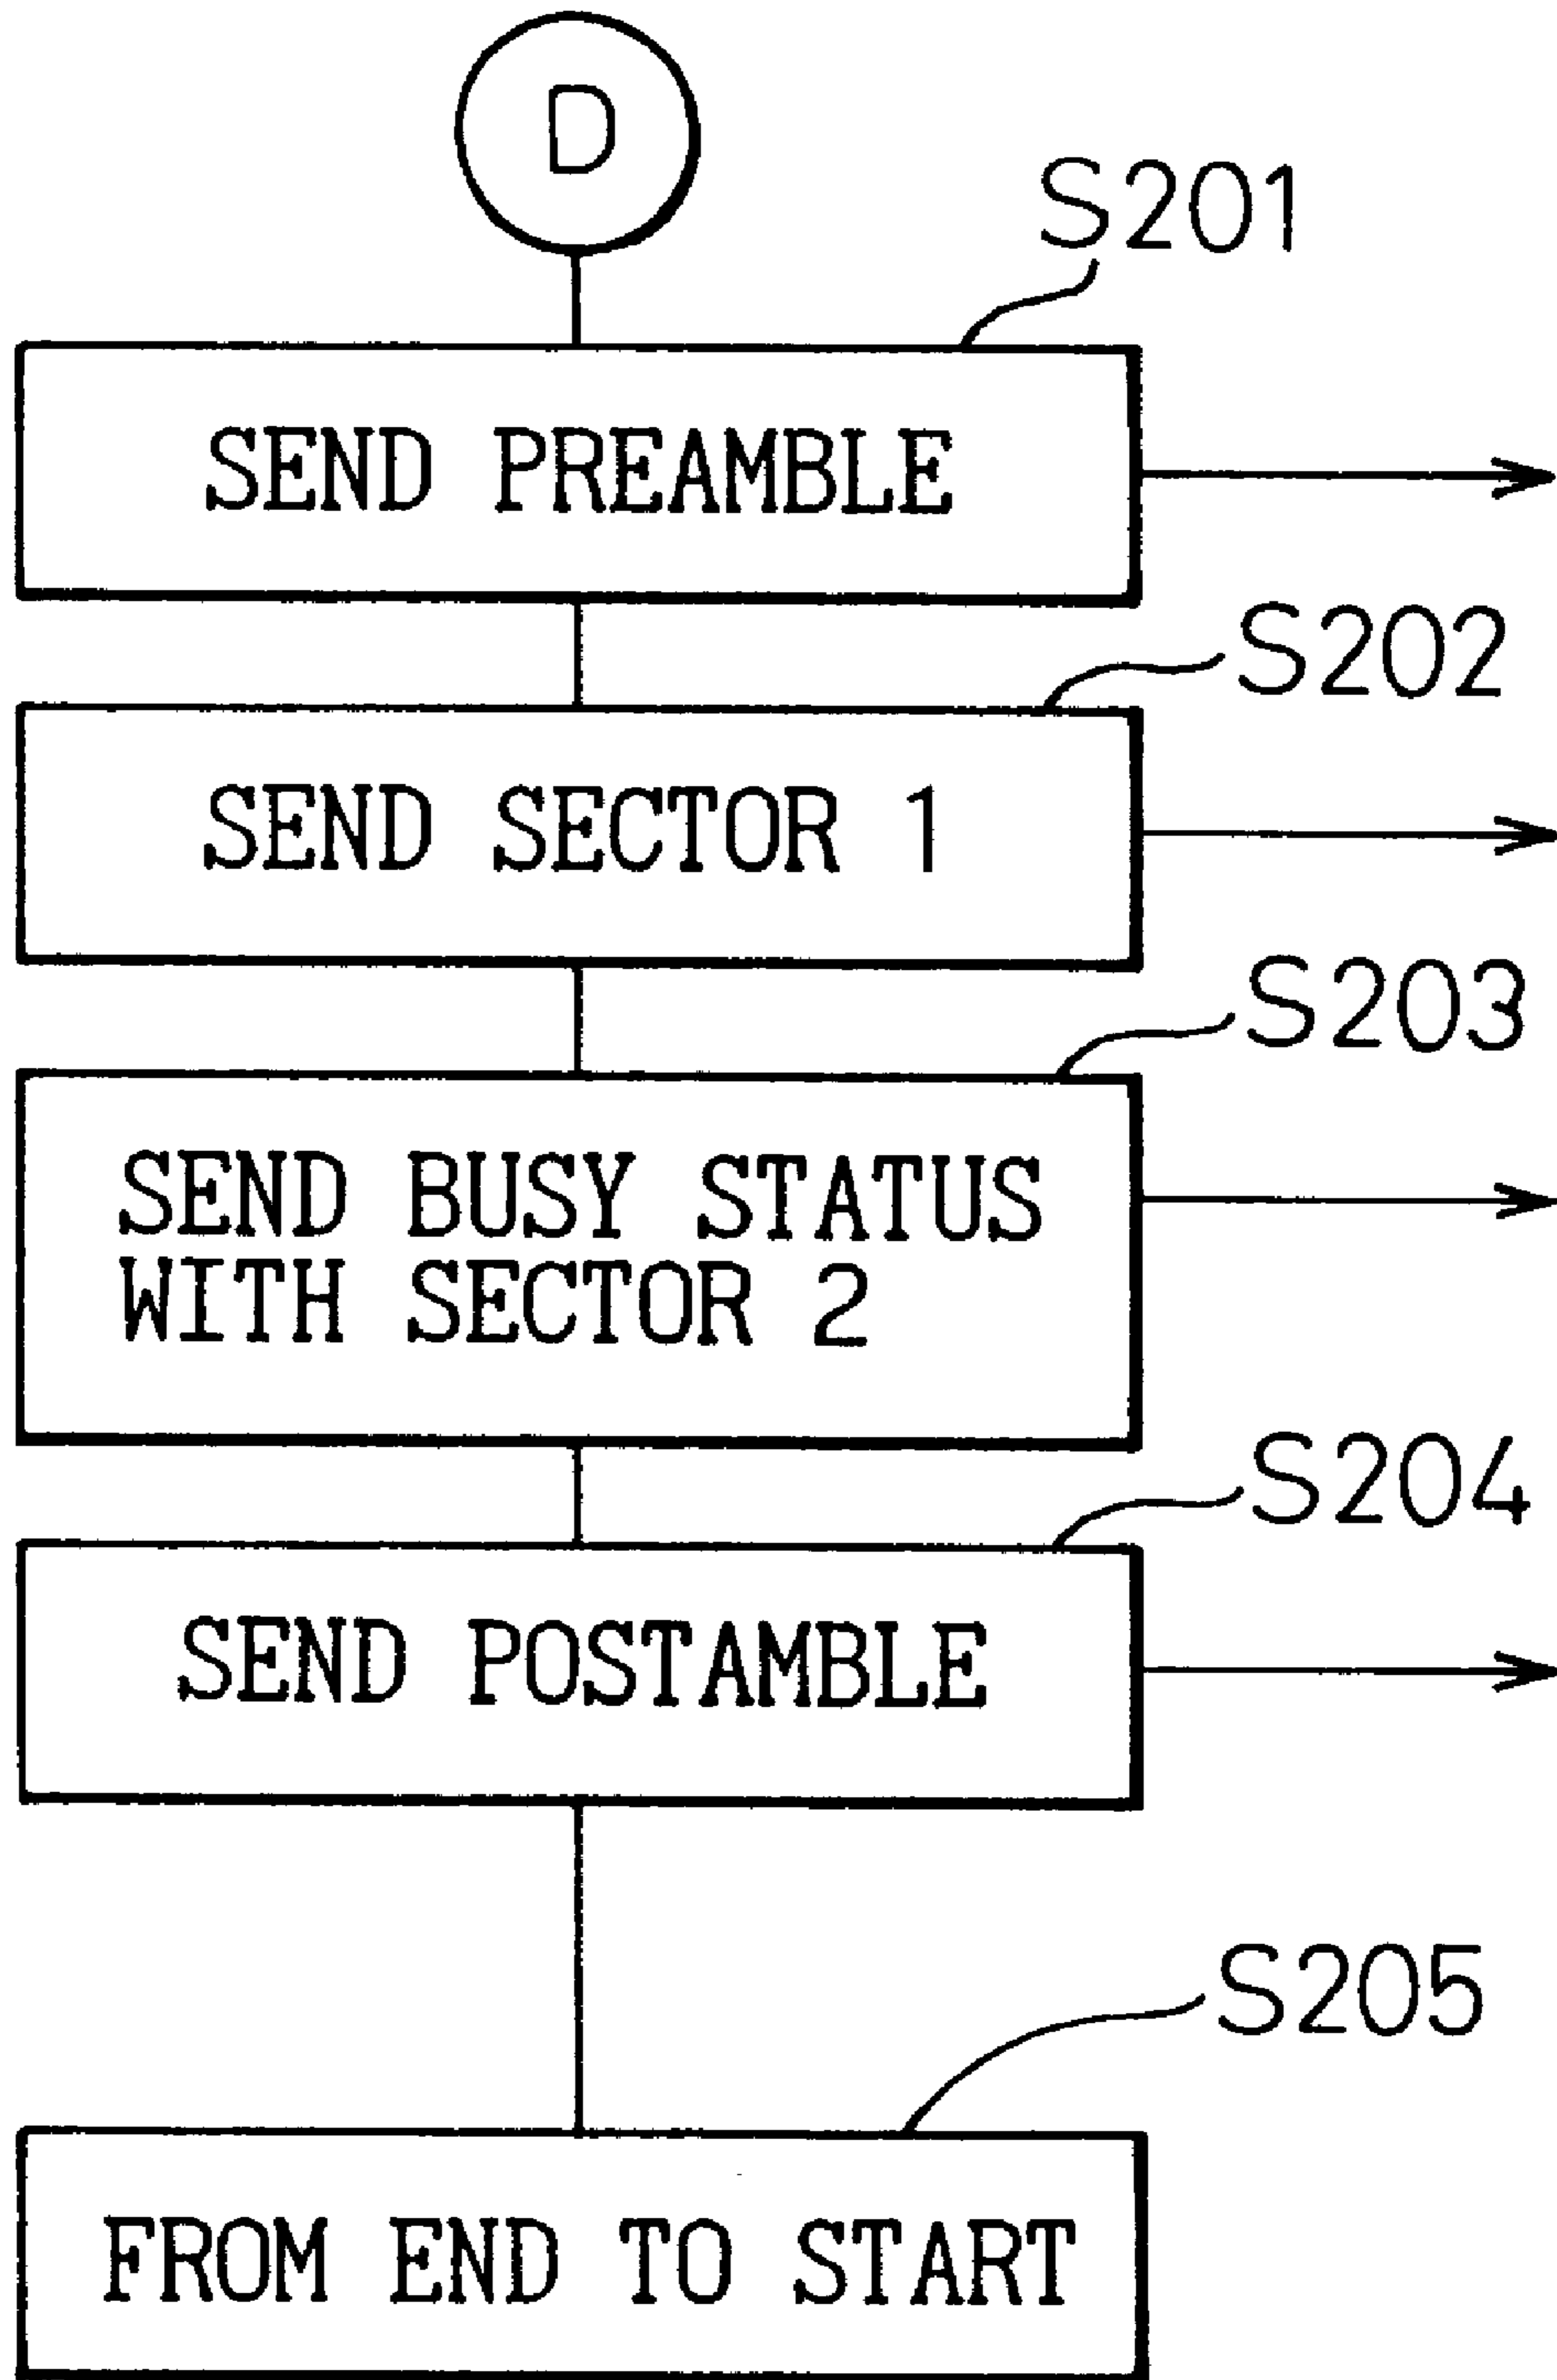 D
S201
SEND PREAMBLE
S202
SEND SECTOR 1
S203
SEND BUSY STATUS
WITH SECTOR 2
S204
SEND POSTAMBLE
S205
FROM END TO START